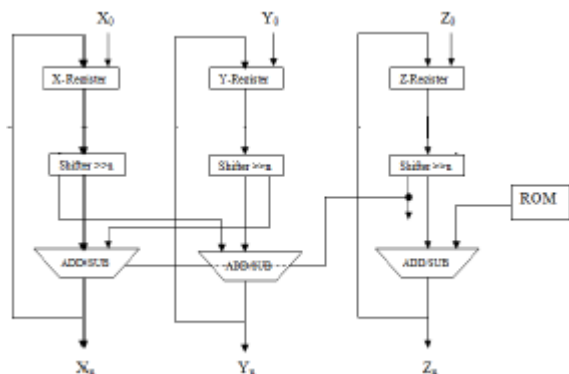 X₀ Y₀ Z₀
X-Register Y-Register Z-Register
Shifter >>n Shifter >>n Shifter >>n
ROM
ADD/SUB ADD/SUB ADD/SUB
Xₙ Yₙ Zₙ